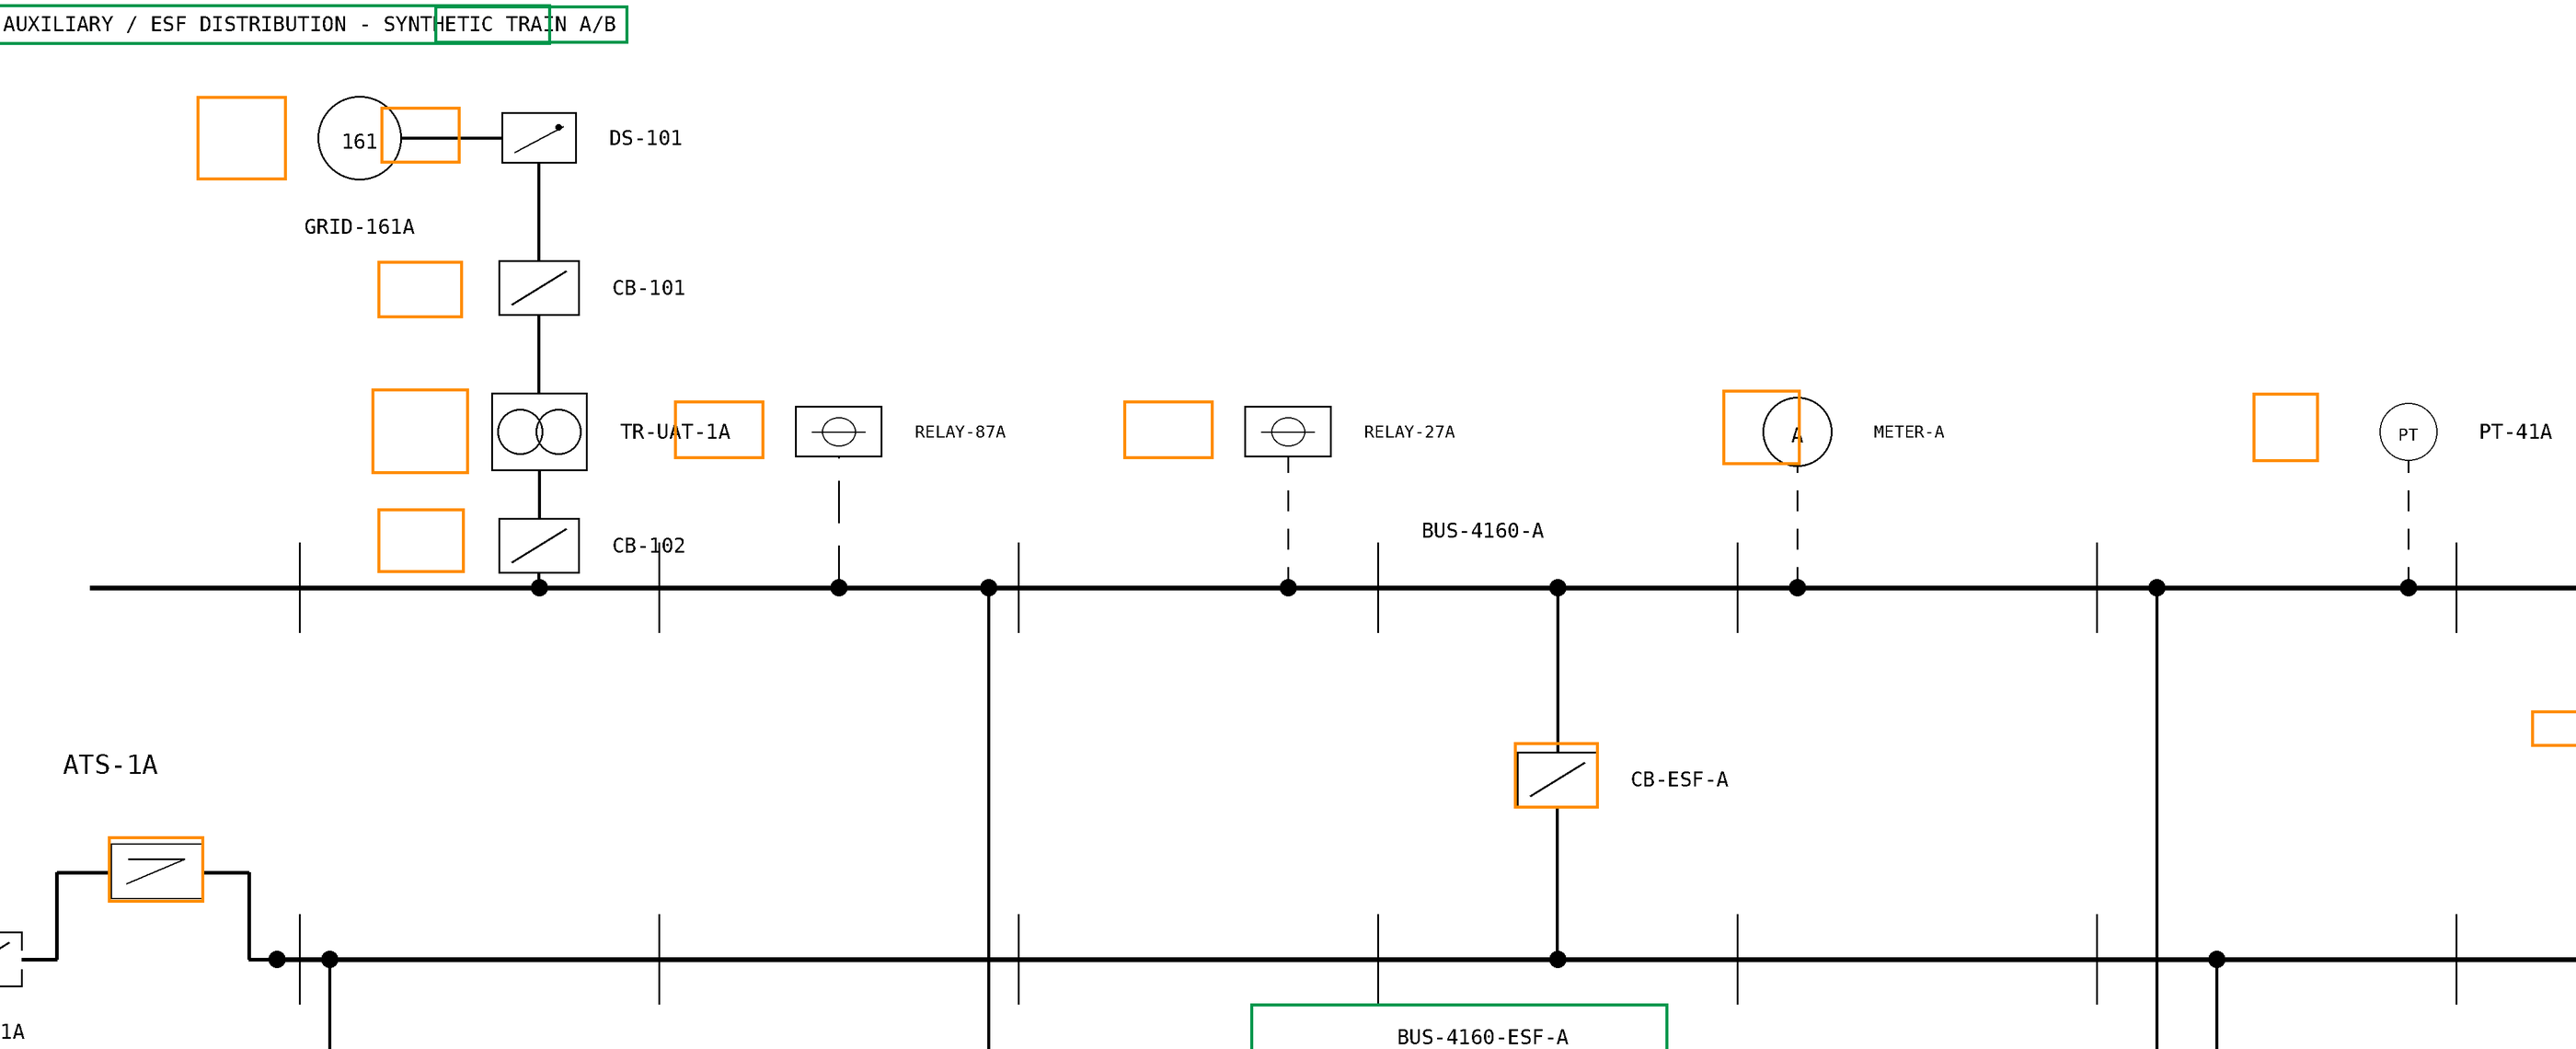 AUXILIARY / ESF DISTRIBUTION - SYNTHETIC TRAIN A/B
161
DS-101
GRID-161A
CB-101
TR-UAT-1A
RELAY-87A
RELAY-27A
A
METER-A
PT
PT-41A
BUS-4160-A
CB-102
ATS-1A
CB-ESF-A
1A
BUS-4160-ESF-A